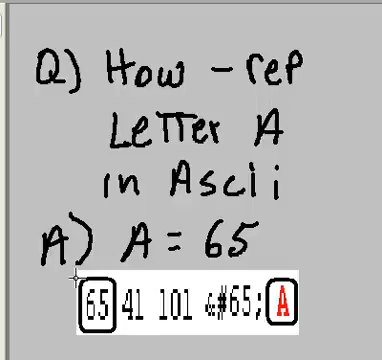 Q) How - rep
Letter A
in Ascii
A) A = 65
65 41 101 &#65; A